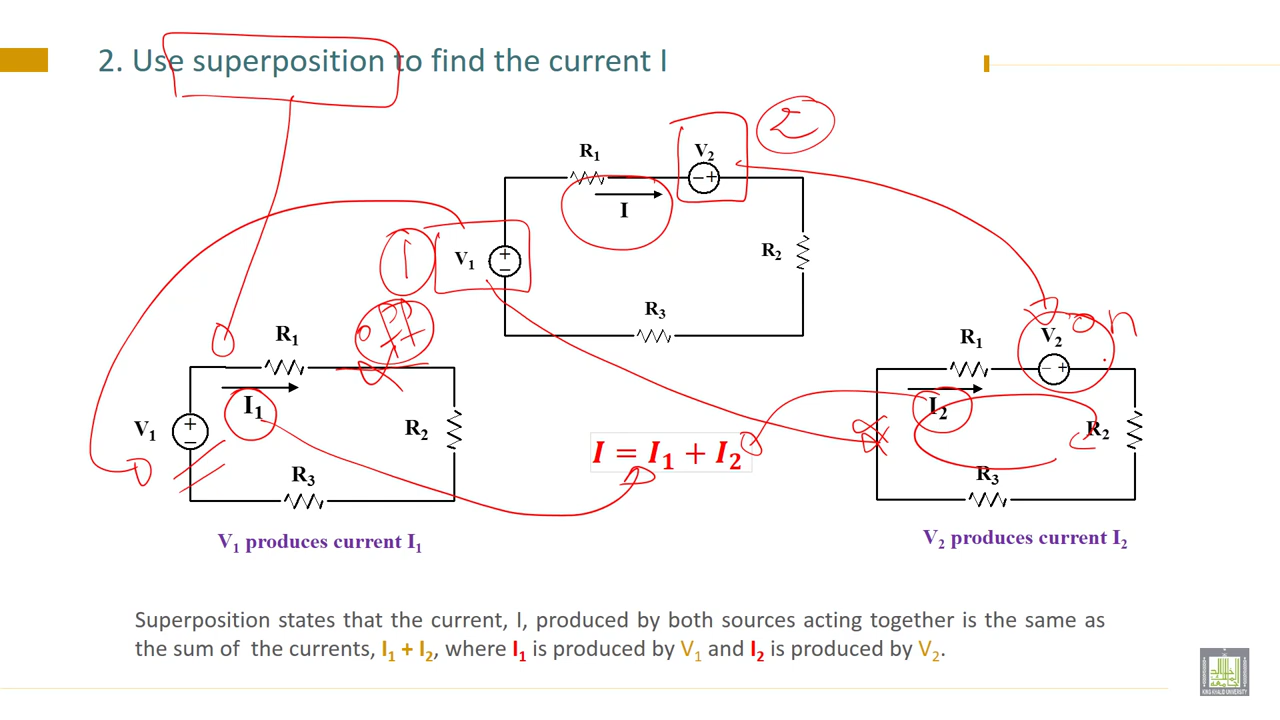 2. Use superposition to find the current I
2
R₁
V₂
− +
I
1
V₁
+
−
R₂
R₃
off
R₁
I₁
V₁
+
−
R₂
R₃
V₁ produces current I₁
I = I₁ + I₂
on
R₁
V₂
− +
I₂
R₂
R₃
V₂ produces current I₂
Superposition states that the current, I, produced by both sources acting together is the same as
the sum of the currents, I₁ + I₂, where I₁ is produced by V₁ and I₂ is produced by V₂.
KING KHALID UNIVERSITY